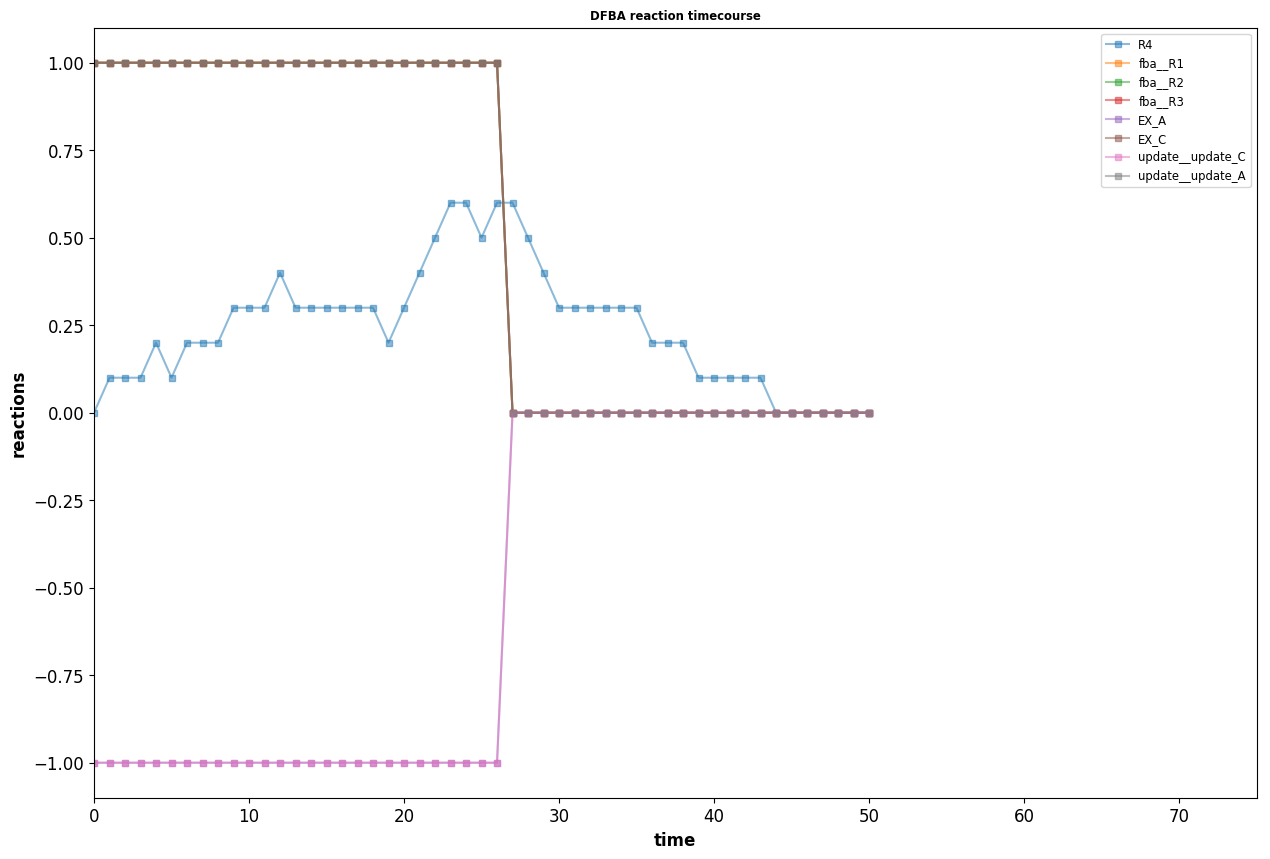 DFBA reaction timecourse
R4
fba__R1
fba__R2
fba__R3
EX_A
EX_C
update__update_C
update__update_A
reactions
1.00
0.75
0.50
0.25
0.00
−0.25
−0.50
−0.75
−1.00
0 10 20 30 40 50 60 70
time